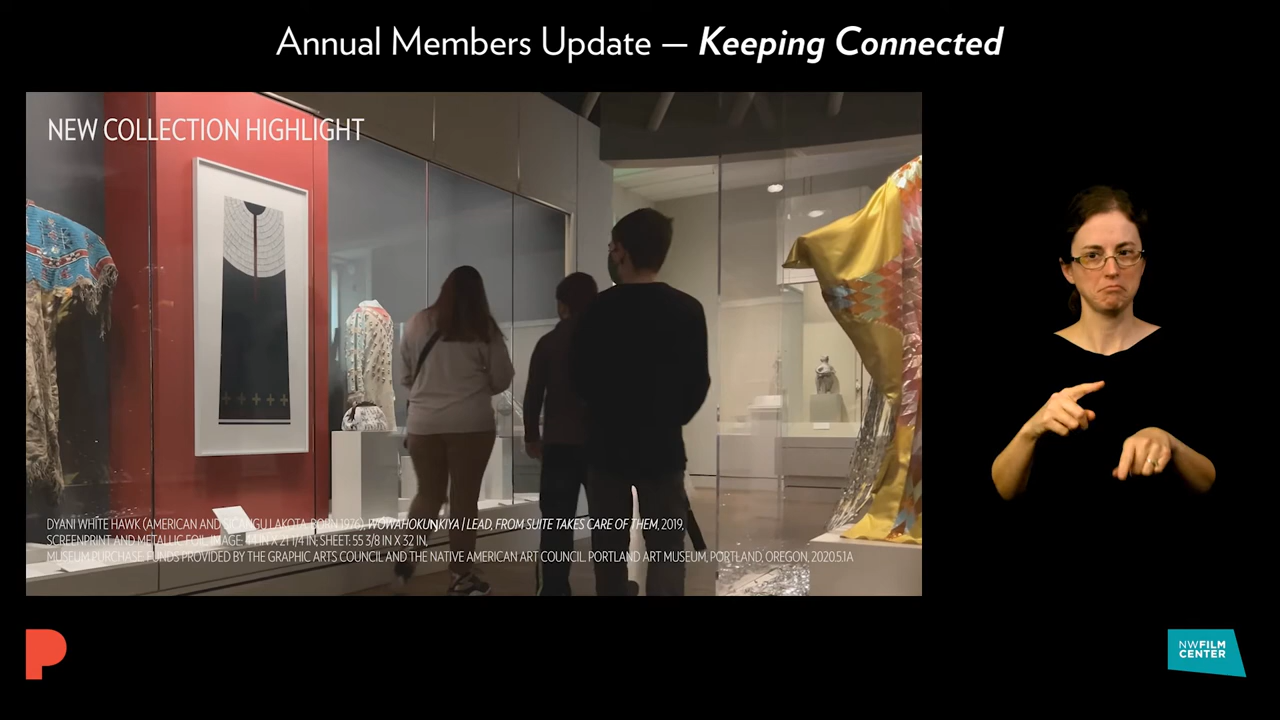 Annual Members Update — Keeping Connected
NEW COLLECTION HIGHLIGHT
DYANI WHITE HAWK (AMERICAN AND SICANGU LAKOTA, BORN 1976), WÓWAHOKUŊKIYA | LEAD, FROM SUITE TAKES CARE OF THEM, 2019,
SCREENPRINT AND METALLIC FOIL, IMAGE: 41 IN X 21 1/4 IN; SHEET: 55 3/8 IN X 32 IN,
MUSEUM PURCHASE: FUNDS PROVIDED BY THE GRAPHIC ARTS COUNCIL AND THE NATIVE AMERICAN ART COUNCIL. PORTLAND ART MUSEUM, PORTLAND, OREGON, 2020.5.1A
P
NWFILM
CENTER